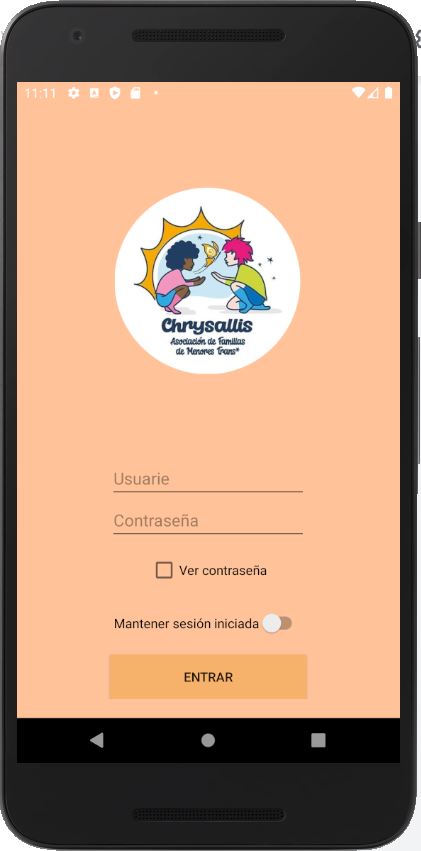 11:11
Chrysallis
Asociación de Familias
de Menores Trans*
Usuarie
Contraseña
Ver contraseña
Mantener sesión iniciada
ENTRAR